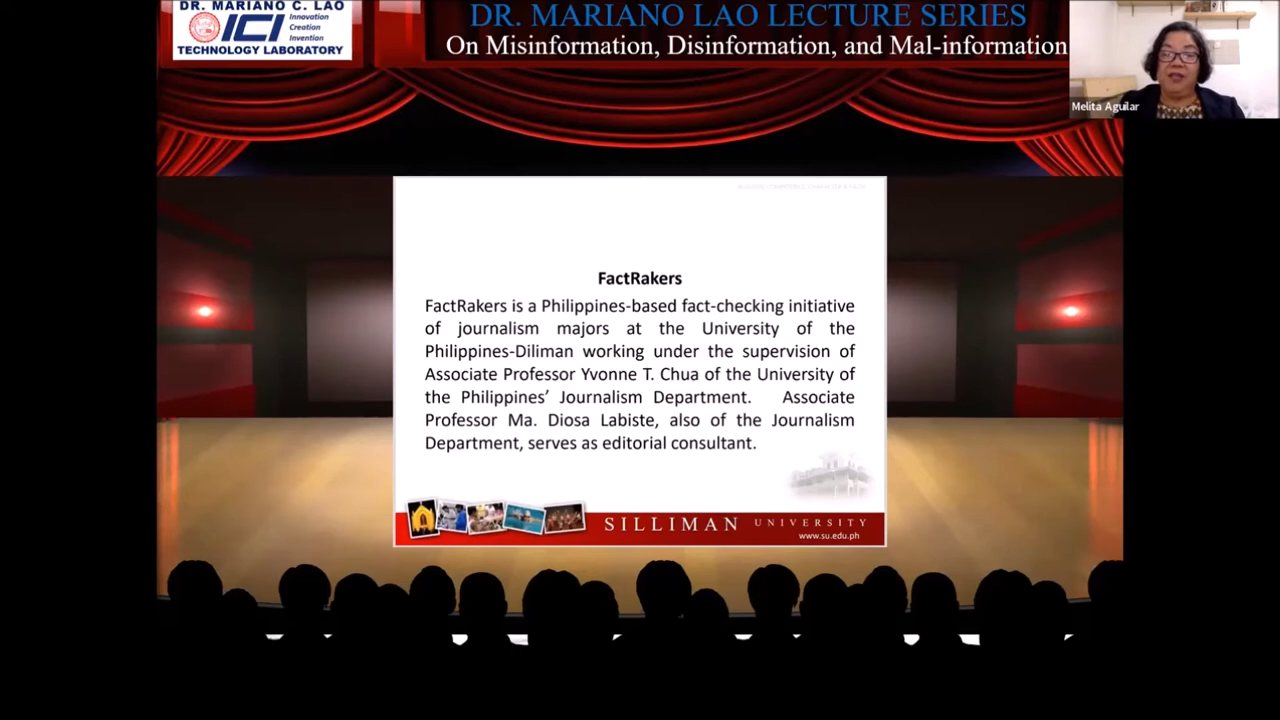 DR. MARIANO C. LAO
ICI
Innovation
Creation
Invention
TECHNOLOGY LABORATORY
DR. MARIANO LAO LECTURE SERIES
On Misinformation, Disinformation, and Mal-information
Melita Aguilar
FactRakers
FactRakers is a Philippines-based fact-checking initiative
of journalism majors at the University of the
Philippines-Diliman working under the supervision of
Associate Professor Yvonne T. Chua of the University of
the Philippines’ Journalism Department. Associate
Professor Ma. Diosa Labiste, also of the Journalism
Department, serves as editorial consultant.
SILLIMAN UNIVERSITY
www.su.edu.ph